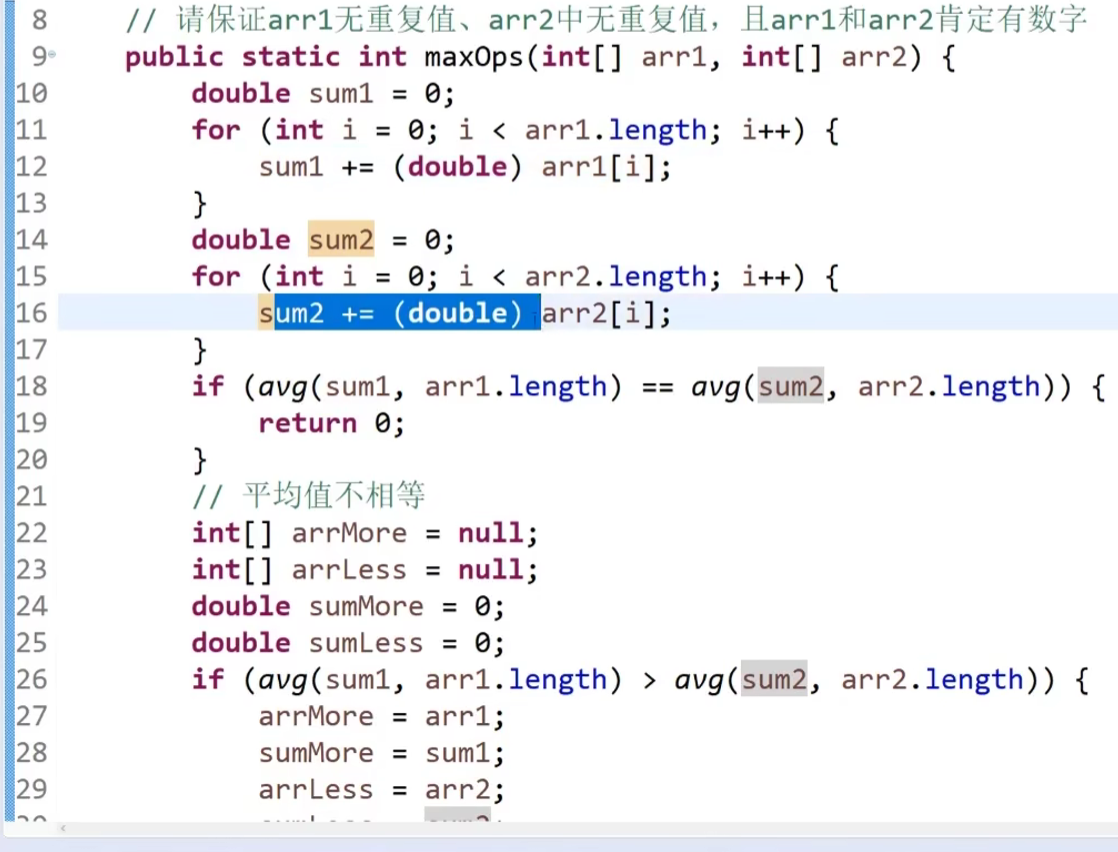 8 // 请保证arr1无重复值、arr2中无重复值，且arr1和arr2肯定有数字
9 public static int maxOps(int[] arr1, int[] arr2) {
10 double sum1 = 0;
11 for (int i = 0; i < arr1.length; i++) {
12 sum1 += (double) arr1[i];
13 }
14 double sum2 = 0;
15 for (int i = 0; i < arr2.length; i++) {
16 sum2 += (double) arr2[i];
17 }
18 if (avg(sum1, arr1.length) == avg(sum2, arr2.length)) {
19 return 0;
20 }
21 // 平均值不相等
22 int[] arrMore = null;
23 int[] arrLess = null;
24 double sumMore = 0;
25 double sumLess = 0;
26 if (avg(sum1, arr1.length) > avg(sum2, arr2.length)) {
27 arrMore = arr1;
28 sumMore = sum1;
29 arrLess = arr2;